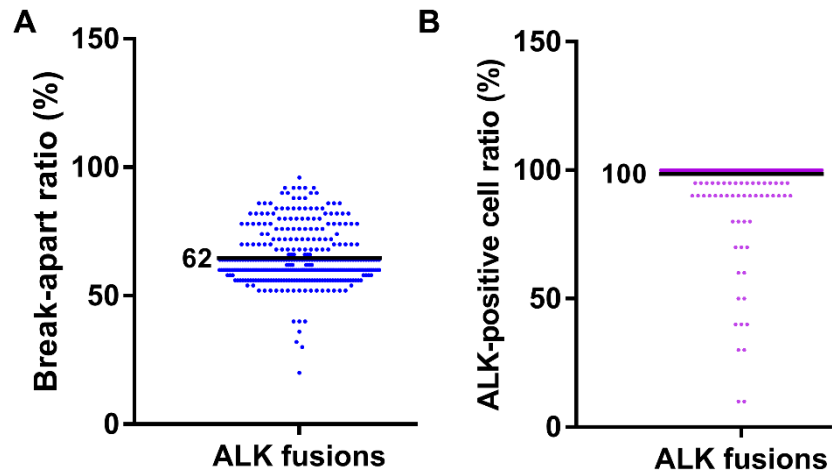 A
Break-apart ratio (%)
150
100
62
50
0
ALK fusions
B
ALK-positive cell ratio (%)
150
100
100
50
0
ALK fusions